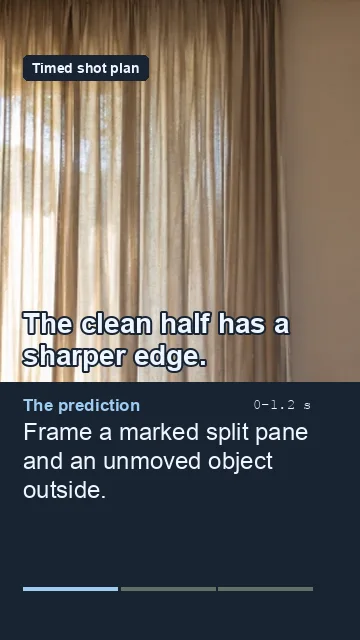 Timed shot plan
The clean half has a
sharper edge.
The prediction
0–1.2 s
Frame a marked split pane
and an unmoved object
outside.